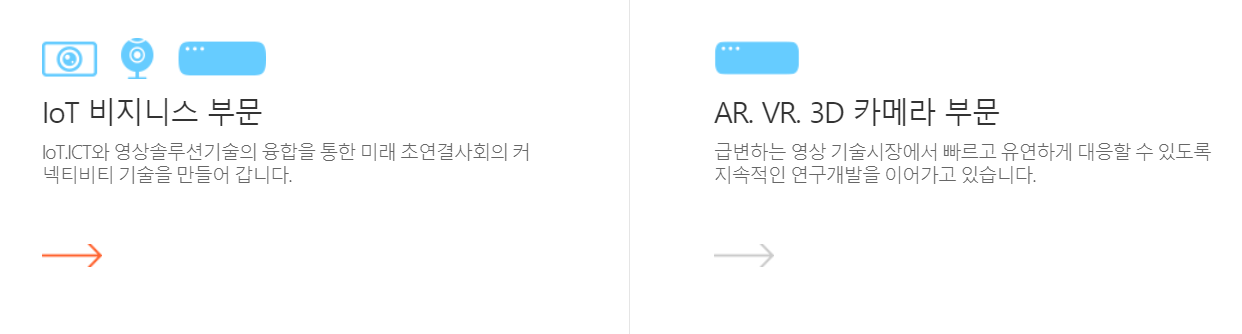 IoT 비지니스 부문
IoT.ICT와 영상솔루션기술의 융합을 통한 미래 초연결사회의 커
넥티비티 기술을 만들어 갑니다.
AR. VR. 3D 카메라 부문
급변하는 영상 기술시장에서 빠르고 유연하게 대응할 수 있도록
지속적인 연구개발을 이어가고 있습니다.